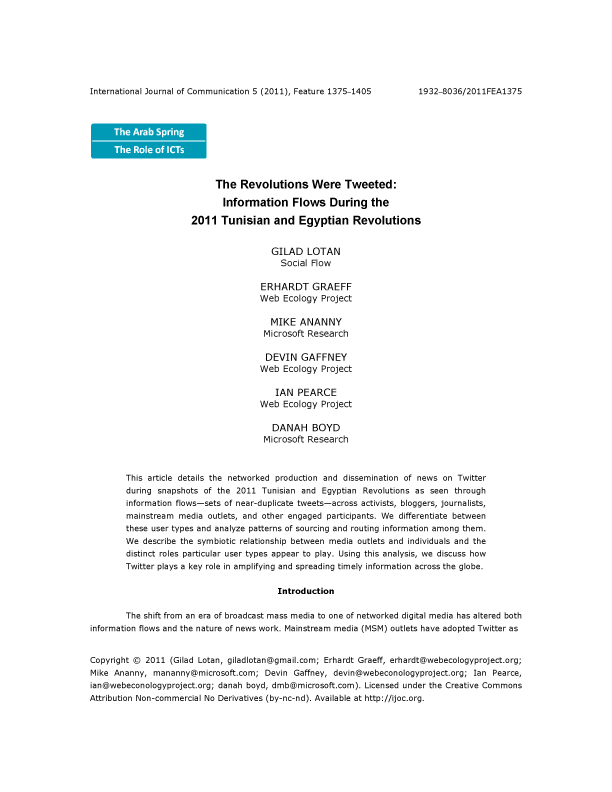 International Journal of Communication 5 (2011), Feature 1375–1405 1932–8036/2011FEA1375
The Arab Spring
The Role of ICTs
The Revolutions Were Tweeted:
Information Flows During the
2011 Tunisian and Egyptian Revolutions
GILAD LOTAN
Social Flow
ERHARDT GRAEFF
Web Ecology Project
MIKE ANANNY
Microsoft Research
DEVIN GAFFNEY
Web Ecology Project
IAN PEARCE
Web Ecology Project
DANAH BOYD
Microsoft Research
This article details the networked production and dissemination of news on Twitter
during snapshots of the 2011 Tunisian and Egyptian Revolutions as seen through
information flows—sets of near-duplicate tweets—across activists, bloggers, journalists,
mainstream media outlets, and other engaged participants. We differentiate between
these user types and analyze patterns of sourcing and routing information among them.
We describe the symbiotic relationship between media outlets and individuals and the
distinct roles particular user types appear to play. Using this analysis, we discuss how
Twitter plays a key role in amplifying and spreading timely information across the globe.
Introduction
The shift from an era of broadcast mass media to one of networked digital media has altered both
information flows and the nature of news work. Mainstream media (MSM) outlets have adopted Twitter as
Copyright © 2011 (Gilad Lotan, giladlotan@gmail.com; Erhardt Graeff, erhardt@webecologyproject.org;
Mike Ananny, mananny@microsoft.com; Devin Gaffney, devin@webeconologyproject.org; Ian Pearce,
ian@webeconologyproject.org; danah boyd, dmb@microsoft.com). Licensed under the Creative Commons
Attribution Non-commercial No Derivatives (by-nc-nd). Available at http://ijoc.org.